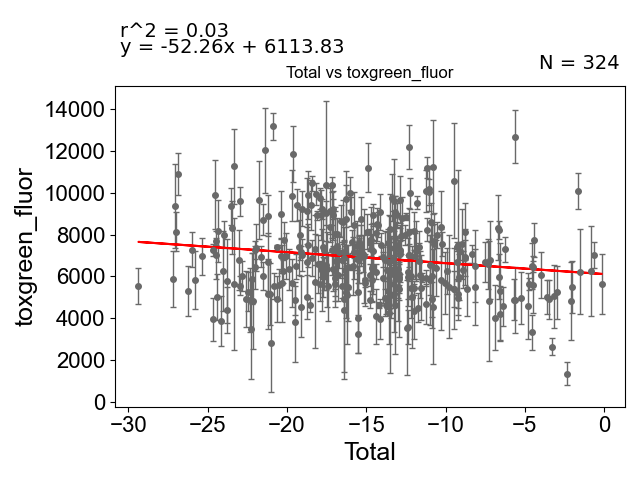 r^2 = 0.03
y = -52.26x + 6113.83
N = 324
Total vs toxgreen_fluor
toxgreen_fluor
14000
12000
10000
8000
6000
4000
2000
0
−30
−25
−20
−15
−10
−5
0
Total